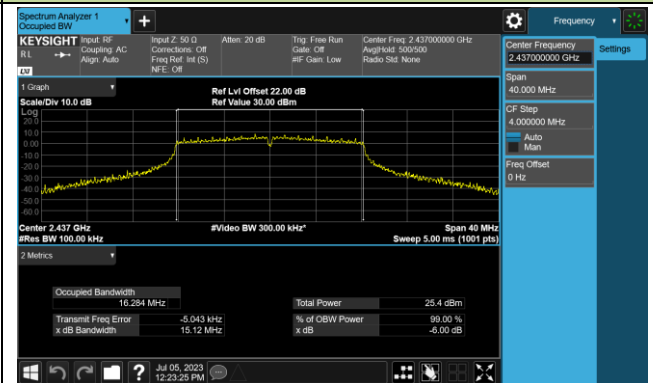 Spectrum Analyzer 1
Occupied BW
Frequency
KEYSIGHT
RL
LXI
Input: RF
Coupling: AC
Align: Auto
Input Z: 50 Ω
Corrections: Off
Freq Ref: Int (S)
NFE: Off
Atten: 20 dB
Trig: Free Run
Gate: Off
#IF Gain: Low
Center Freq: 2.437000000 GHz
Avg|Hold: 500/500
Radio Std: None
Center Frequency
2.437000000 GHz
Settings
Span
40.000 MHz
CF Step
4.000000 MHz
Auto
Man
Freq Offset
0 Hz
1 Graph
Scale/Div 10.0 dB
Ref Lvl Offset 22.00 dB
Ref Value 30.00 dBm
Log
20.0
10.0
0.00
-10.0
-20.0
-30.0
-40.0
-50.0
-60.0
Center 2.437 GHz
#Res BW 100.00 kHz
#Video BW 300.00 kHz*
Span 40 MHz
Sweep 5.00 ms (1001 pts)
2 Metrics
Occupied Bandwidth
16.284 MHz
Transmit Freq Error -5.043 kHz
x dB Bandwidth 15.12 MHz
Total Power 25.4 dBm
% of OBW Power 99.00 %
x dB -6.00 dB
Jul 05, 2023
12:23:25 PM